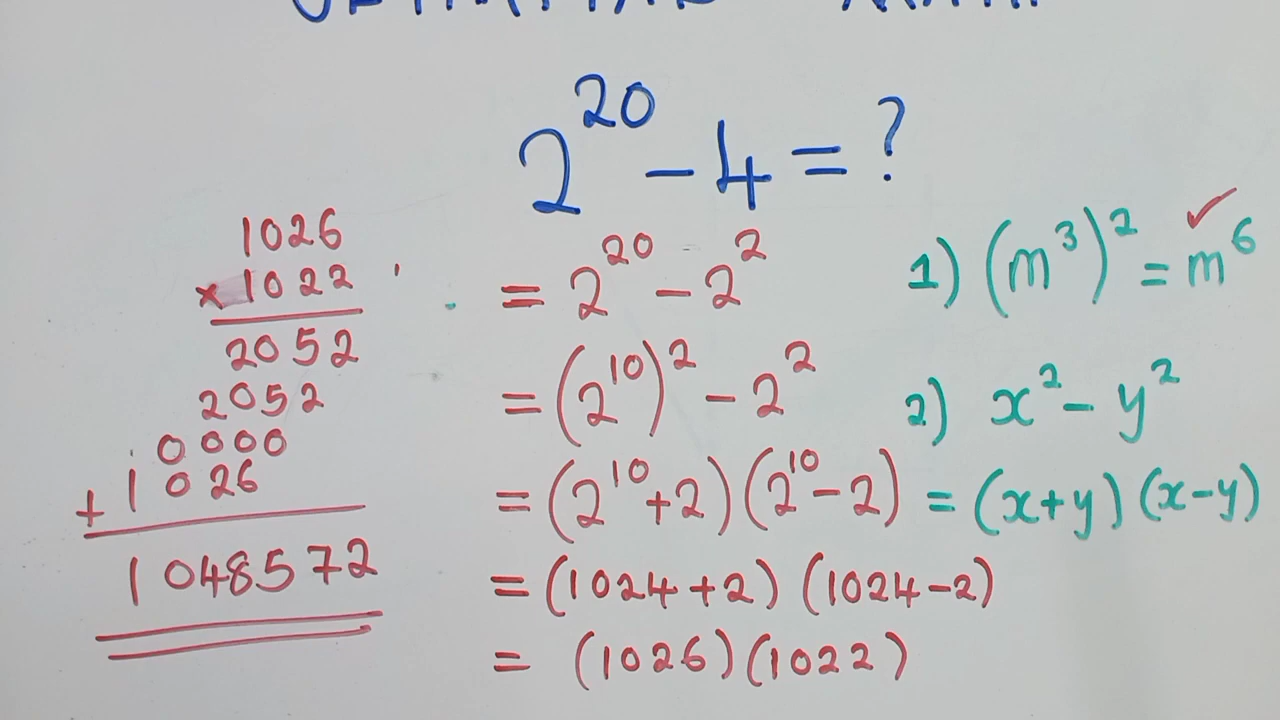 2^20 - 4 = ?
1026
× 1022
2052
2052
0000
+ 1026
1048572
= 2^20 - 2^2
= (2^10)^2 - 2^2
= (2^10 + 2)(2^10 - 2)
= (1024 + 2)(1024 - 2)
= (1026)(1022)
1) (m^3)^2 = m^6 ✓
2) x^2 - y^2
= (x+y)(x-y)